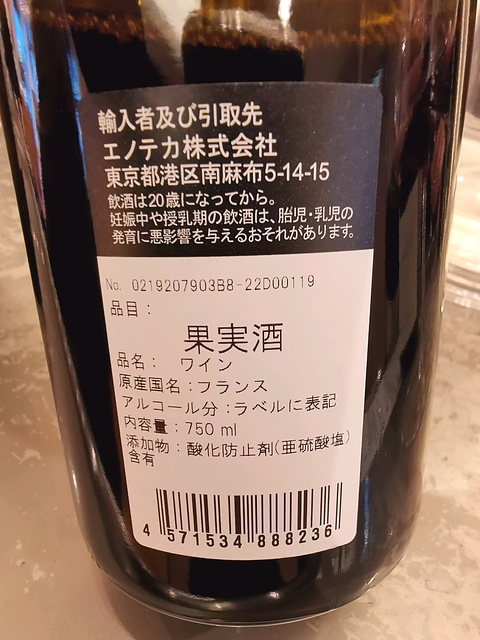 輸入者及び引取先
エノテカ株式会社
東京都港区南麻布5-14-15
飲酒は20歳になってから。
妊娠中や授乳期の飲酒は、胎児・乳児の
発育に悪影響を与えるおそれがあります。
No. 0219207903B8-22D00119
品目：
果実酒
品名： ワイン
原産国名：フランス
アルコール分：ラベルに表記
内容量：750 ml
添加物：酸化防止剤(亜硫酸塩)
含有
4 571534 888236